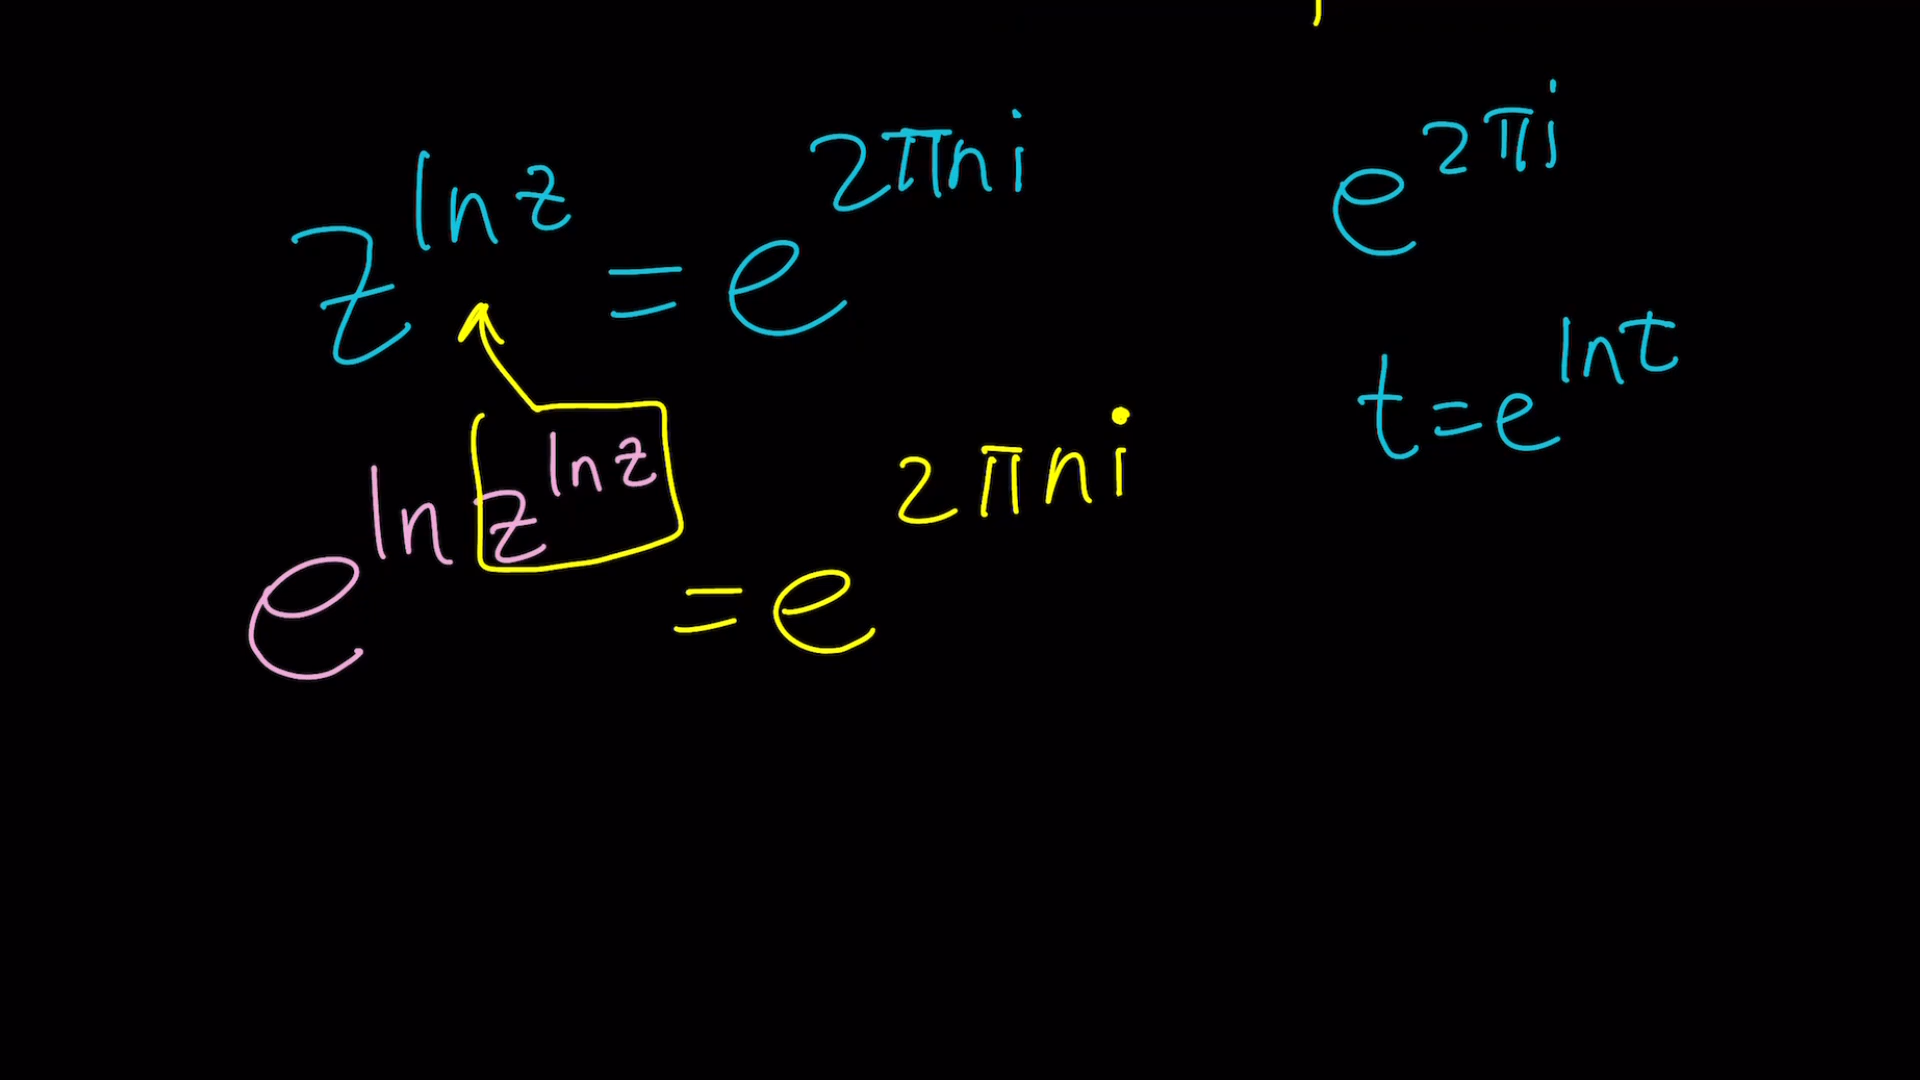 z^{ln z} = e^{2πni}
e^{ln z^{ln z}} = e^{2πni}
e^{2πi}
t = e^{ln t}